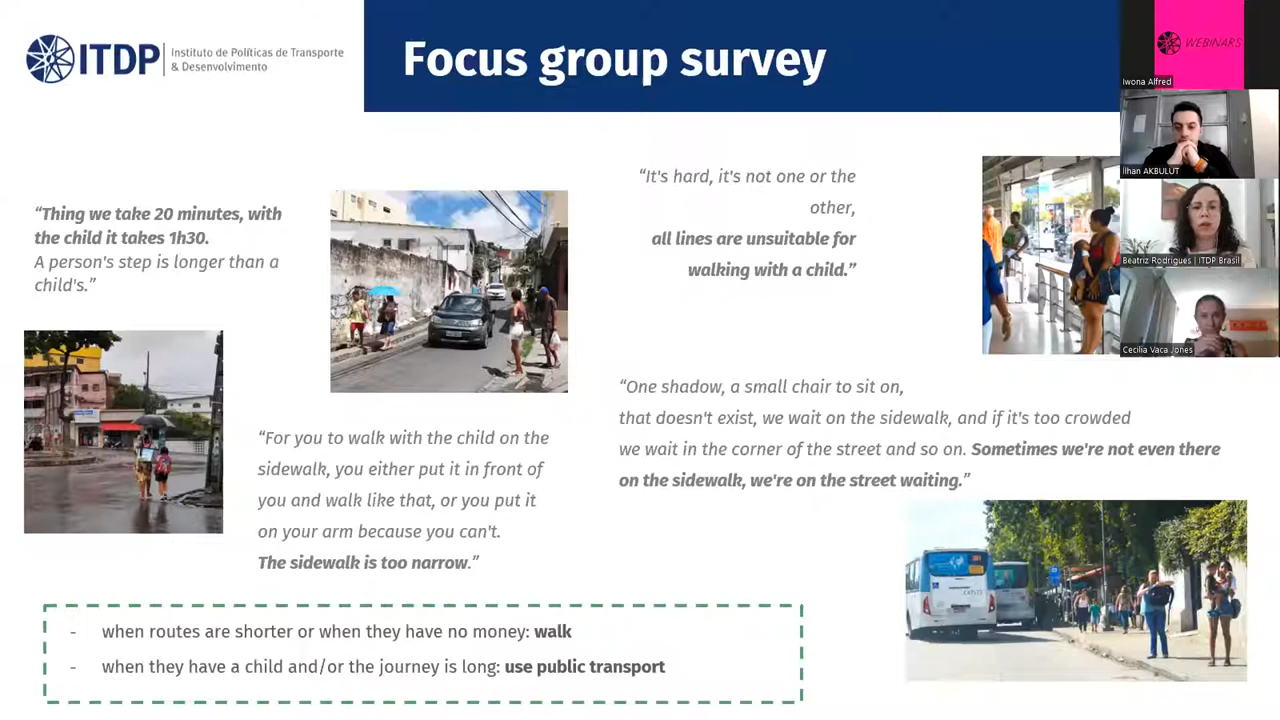 ITDP
Instituto de Políticas de Transporte
& Desenvolvimento
Focus group survey
WEBINARS
Iwona Alfred
İlhan AKBULUT
Beatriz Rodrigues | ITDP Brasil
Cecilia Vaca Jones
“Thing we take 20 minutes, with
the child it takes 1h30.
A person's step is longer than a
child's.”
“It's hard, it's not one or the
other,
all lines are unsuitable for
walking with a child.”
“For you to walk with the child on the
sidewalk, you either put it in front of
you and walk like that, or you put it
on your arm because you can't.
The sidewalk is too narrow.”
“One shadow, a small chair to sit on,
that doesn't exist, we wait on the sidewalk, and if it's too crowded
we wait in the corner of the street and so on. Sometimes we're not even there
on the sidewalk, we're on the street waiting.”
- when routes are shorter or when they have no money: walk
- when they have a child and/or the journey is long: use public transport